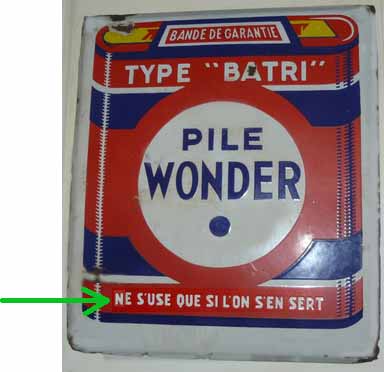 BANDE DE GARANTIE
TYPE "BATRI"
PILE
WONDER
NE S'USE QUE SI L'ON S'EN SERT